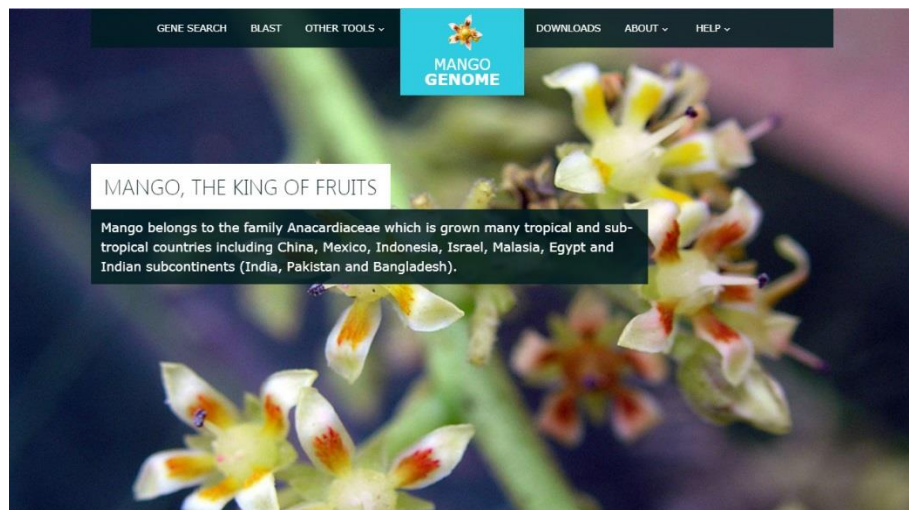 GENE SEARCH BLAST OTHER TOOLS DOWNLOADS ABOUT HELP
MANGO
GENOME
MANGO, THE KING OF FRUITS
Mango belongs to the family Anacardiaceae which is grown many tropical and sub-
tropical countries including China, Mexico, Indonesia, Israel, Malasia, Egypt and
Indian subcontinents (India, Pakistan and Bangladesh).